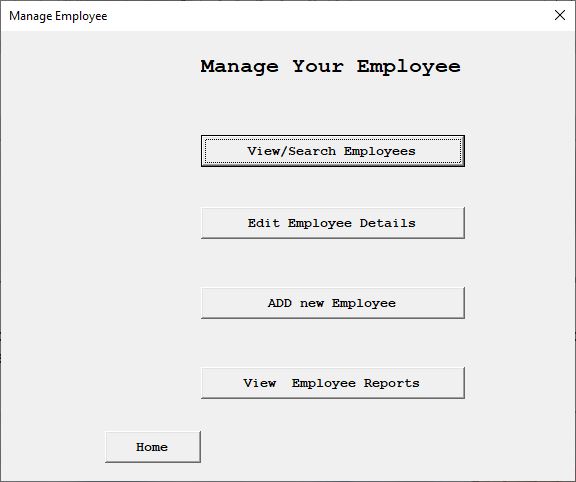 Manage Employee
Manage Your Employee
View/Search Employees
Edit Employee Details
ADD new Employee
View  Employee Reports
Home